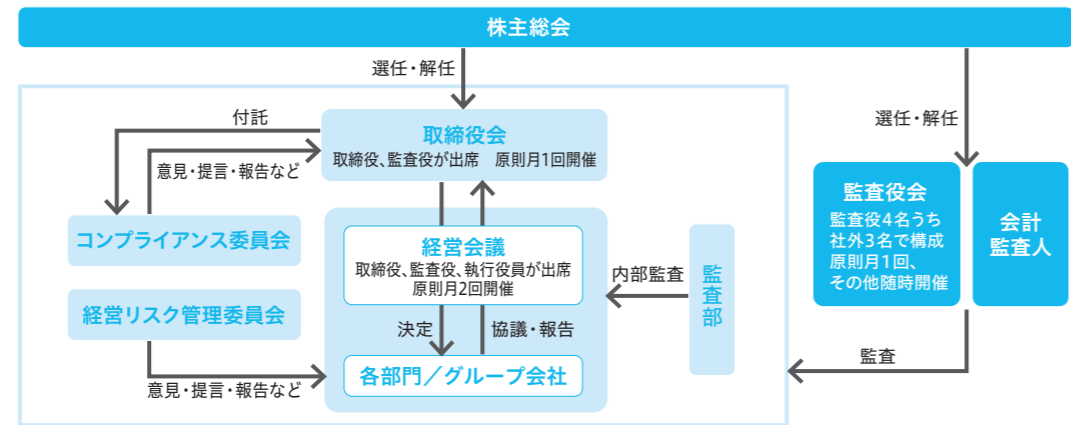 株主総会
選任・解任
選任・解任
付託
取締役会
取締役、監査役が出席　原則月1回開催
意見・提言・報告など
監査役会
監査役4名うち
社外3名で構成
原則月1回、
その他随時開催
会計
監査人
コンプライアンス委員会
経営会議
取締役、監査役、執行役員が出席
原則月2回開催
内部監査
監査部
経営リスク管理委員会
決定
協議・報告
監査
各部門／グループ会社
意見・提言・報告など